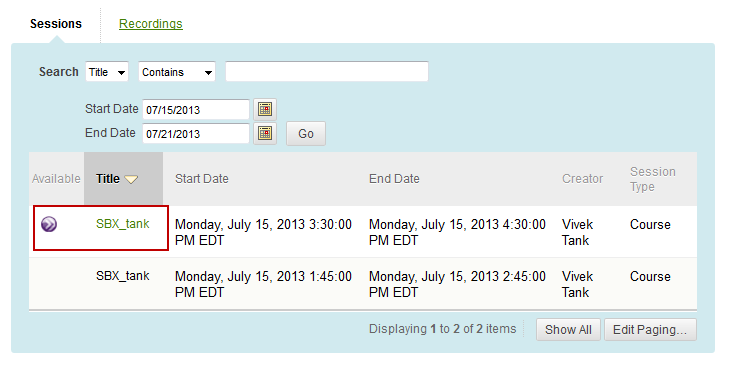 Sessions Recordings
Search Title Contains
Start Date 07/15/2013
End Date 07/21/2013 Go
Available Title Start Date End Date Creator Session Type
SBX_tank Monday, July 15, 2013 3:30:00 PM EDT Monday, July 15, 2013 4:30:00 PM EDT Vivek Tank Course
SBX_tank Monday, July 15, 2013 1:45:00 PM EDT Monday, July 15, 2013 2:45:00 PM EDT Vivek Tank Course
Displaying 1 to 2 of 2 items Show All Edit Paging...